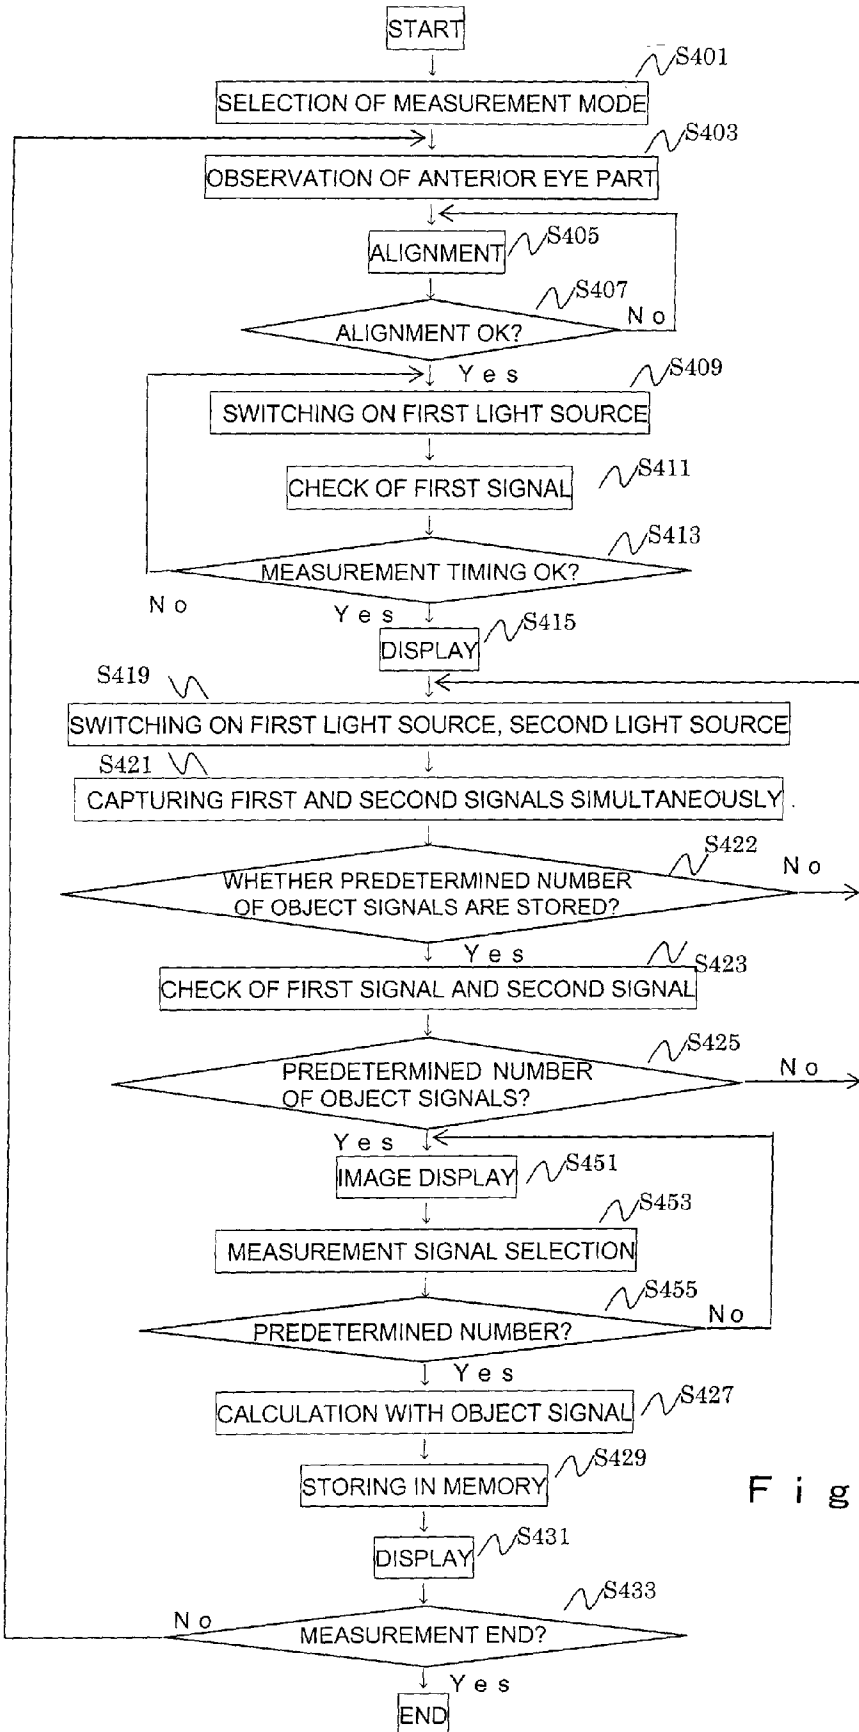 START
S401
SELECTION OF MEASUREMENT MODE
S403
OBSERVATION OF ANTERIOR EYE PART
S405
ALIGNMENT
S407
ALIGNMENT OK?
No
Yes
S409
SWITCHING ON FIRST LIGHT SOURCE
S411
CHECK OF FIRST SIGNAL
S413
MEASUREMENT TIMING OK?
No
Yes
S415
DISPLAY
S419
SWITCHING ON FIRST LIGHT SOURCE, SECOND LIGHT SOURCE
S421
CAPTURING FIRST AND SECOND SIGNALS SIMULTANEOUSLY
S422
WHETHER PREDETERMINED NUMBER
OF OBJECT SIGNALS ARE STORED?
No
Yes
S423
CHECK OF FIRST SIGNAL AND SECOND SIGNAL
S425
PREDETERMINED NUMBER
OF OBJECT SIGNALS?
No
Yes
S451
IMAGE DISPLAY
S453
MEASUREMENT SIGNAL SELECTION
S455
PREDETERMINED NUMBER?
No
Yes
S427
CALCULATION WITH OBJECT SIGNAL
S429
STORING IN MEMORY
Fig
S431
DISPLAY
S433
No
MEASUREMENT END?
Yes
END